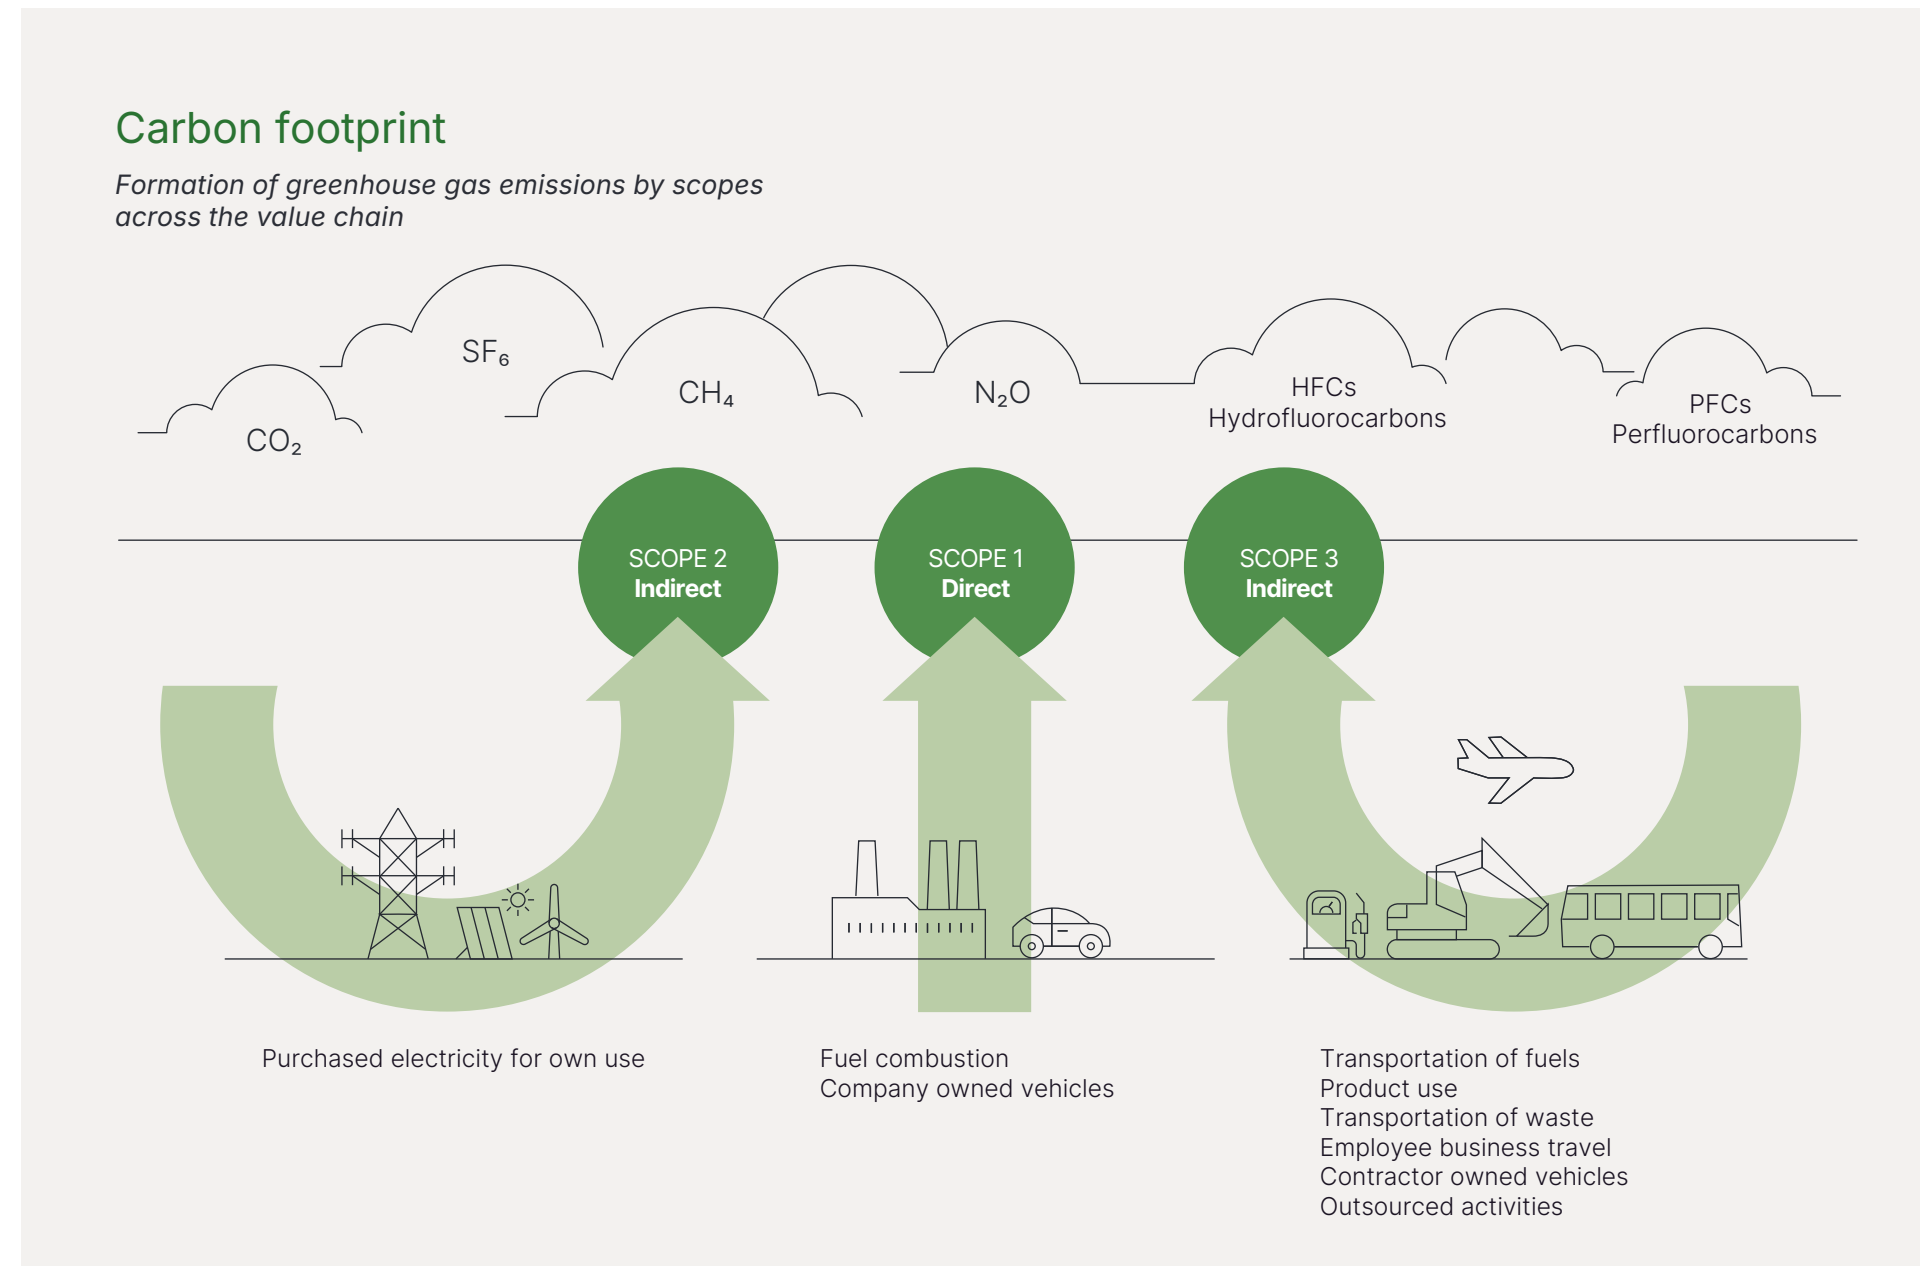 Carbon footprint
Formation of greenhouse gas emissions by scopes
across the value chain
SF₆
CH₄
N₂O
HFCs
Hydrofluorocarbons
PFCs
Perfluorocarbons
CO₂
SCOPE 2
Indirect
SCOPE 1
Direct
SCOPE 3
Indirect
Purchased electricity for own use
Fuel combustion
Company owned vehicles
Transportation of fuels
Product use
Transportation of waste
Employee business travel
Contractor owned vehicles
Outsourced activities